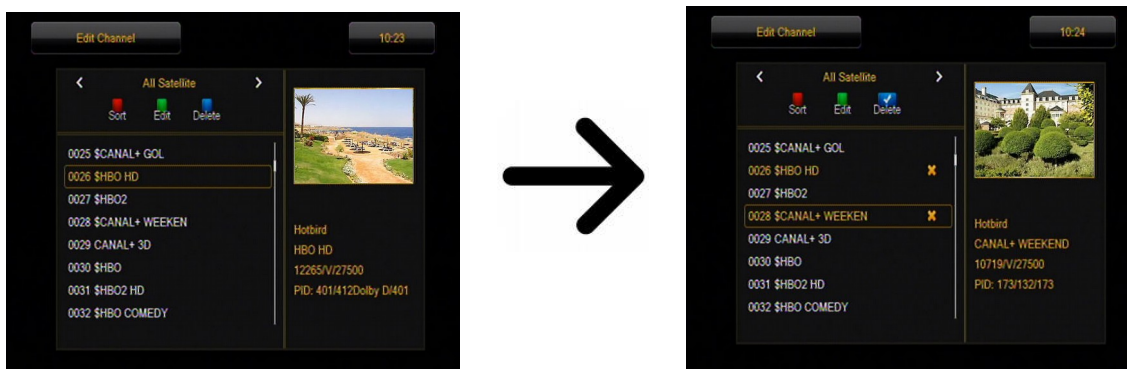 Edit Channel
10:23
All Satellite
Sort Edit Delete
0025 $CANAL+ GOL
0026 $HBO HD
0027 $HBO2
0028 $CANAL+ WEEKEN
0029 CANAL+ 3D
0030 $HBO
0031 $HBO2 HD
0032 $HBO COMEDY
Hotbird
HBO HD
12265/V/27500
PID: 401/412Dolby D/401
Edit Channel
10:24
All Satellite
Sort Edit Delete
0025 $CANAL+ GOL
0026 $HBO HD
0027 $HBO2
0028 $CANAL+ WEEKEN
0029 CANAL+ 3D
0030 $HBO
0031 $HBO2 HD
0032 $HBO COMEDY
Hotbird
CANAL+ WEEKEND
10719/V/27500
PID: 173/132/173